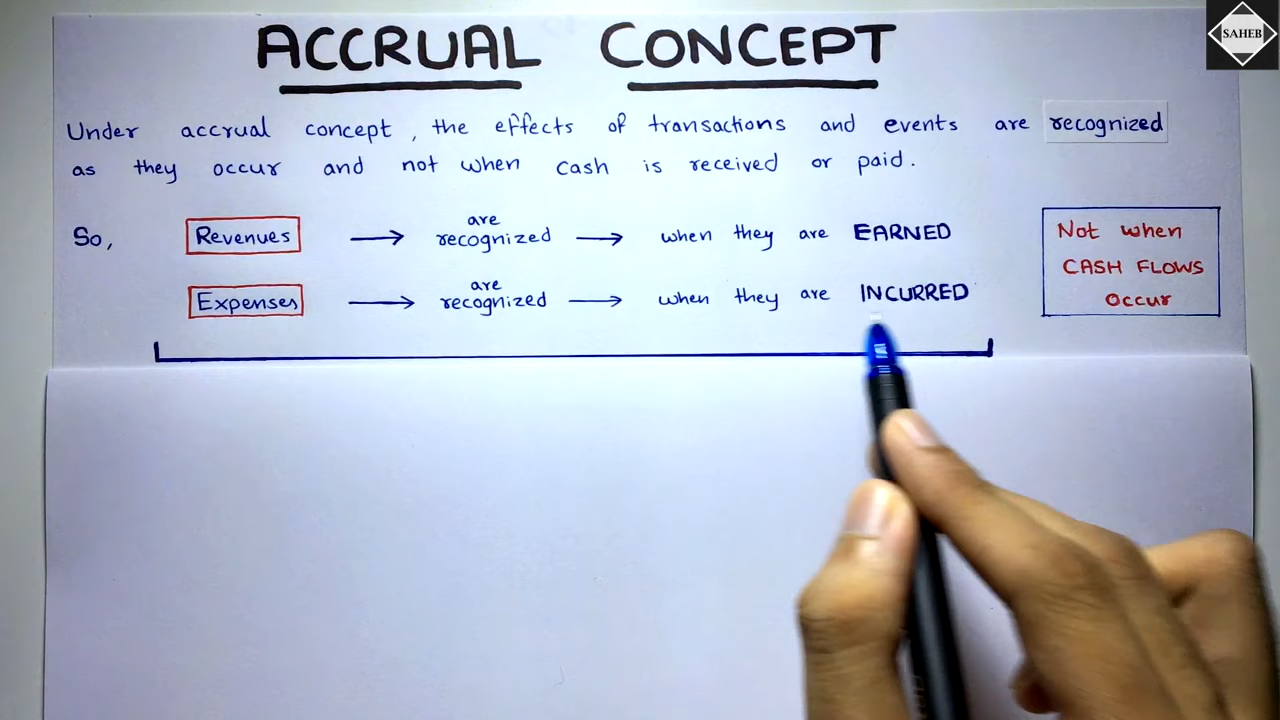 SAHEB
ACCRUAL CONCEPT
Under accrual concept, the effects of transactions and events are recognized
as they occur and not when cash is received or paid.
So, Revenues → are recognized → when they are EARNED
Expenses → are recognized → when they are INCURRED
Not when
CASH FLOWS
Occur